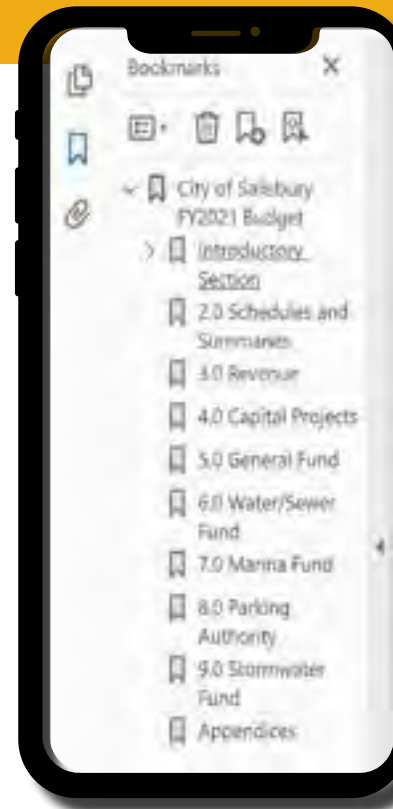 Bookmarks
City of Salisbury
FY2021 Budget
Introductory
Section
2.0 Schedules and
Summaries
3.0 Revenue
4.0 Capital Projects
5.0 General Fund
6.0 Water/Sewer
Fund
7.0 Marina Fund
8.0 Parking
Authority
9.0 Stormwater
Fund
Appendices